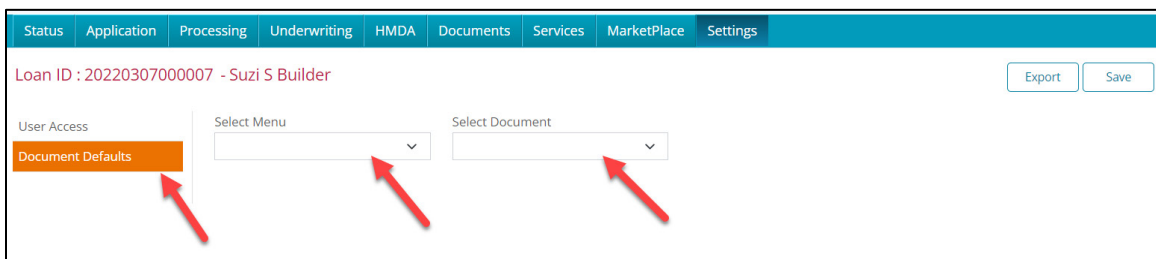 Status Application Processing Underwriting HMDA Documents Services MarketPlace Settings
Loan ID : 20220307000007 - Suzi S Builder
Export Save
User Access
Select Menu
Select Document
Document Defaults